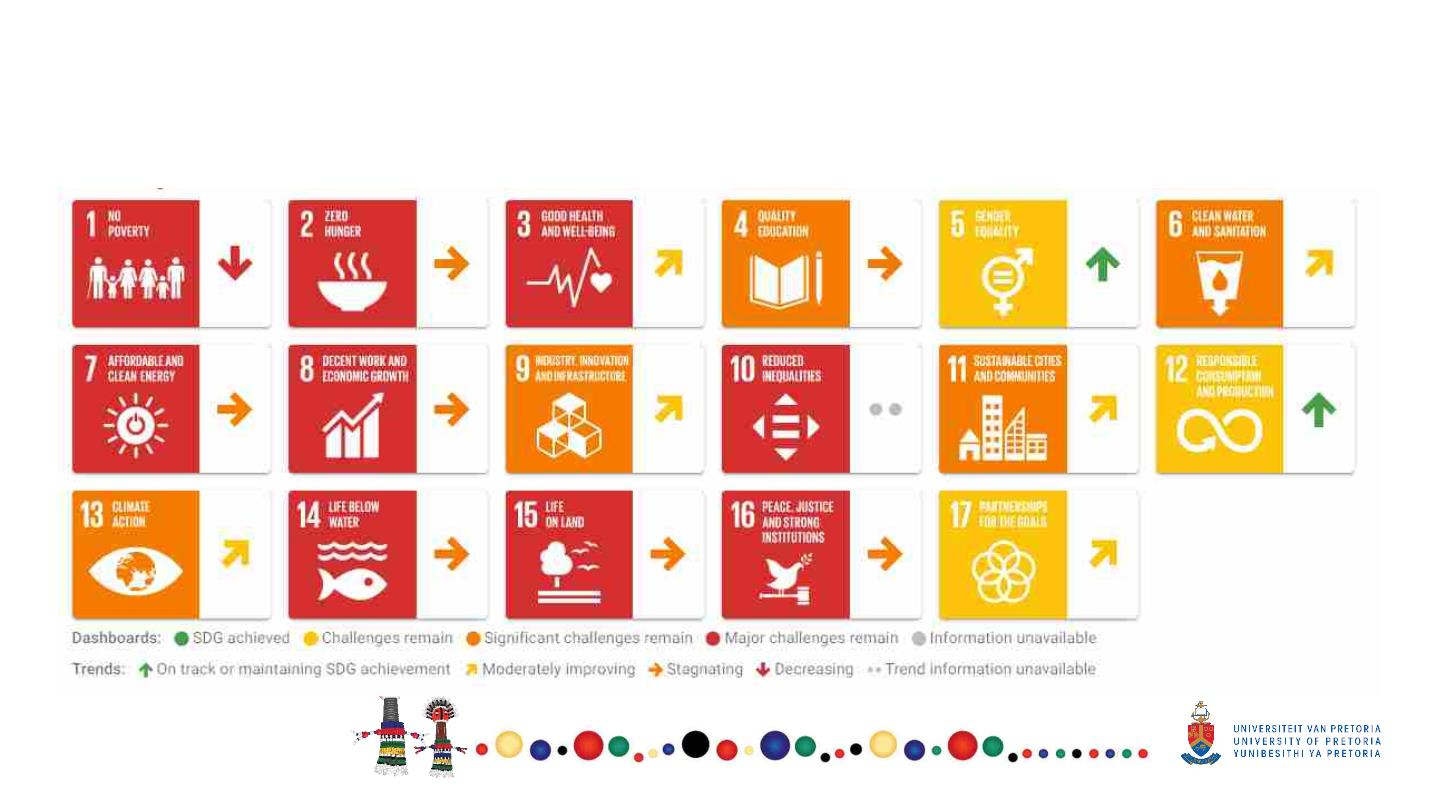 1 NO
POVERTY
2 ZERO
HUNGER
3 GOOD HEALTH
AND WELL-BEING
4 QUALITY
EDUCATION
5 GENDER
EQUALITY
6 CLEAN WATER
AND SANITATION
7 AFFORDABLE AND
CLEAN ENERGY
8 DECENT WORK AND
ECONOMIC GROWTH
9 INDUSTRY, INNOVATION
AND INFRASTRUCTURE
10 REDUCED
INEQUALITIES
11 SUSTAINABLE CITIES
AND COMMUNITIES
12 RESPONSIBLE
CONSUMPTION
AND PRODUCTION
13 CLIMATE
ACTION
14 LIFE BELOW
WATER
15 LIFE
ON LAND
16 PEACE, JUSTICE
AND STRONG
INSTITUTIONS
17 PARTNERSHIPS
FOR THE GOALS
Dashboards: SDG achieved Challenges remain Significant challenges remain Major challenges remain Information unavailable
Trends: On track or maintaining SDG achievement Moderately improving Stagnating Decreasing Trend information unavailable
UNIVERSITEIT VAN PRETORIA
UNIVERSITY OF PRETORIA
YUNIBESITHI YA PRETORIA